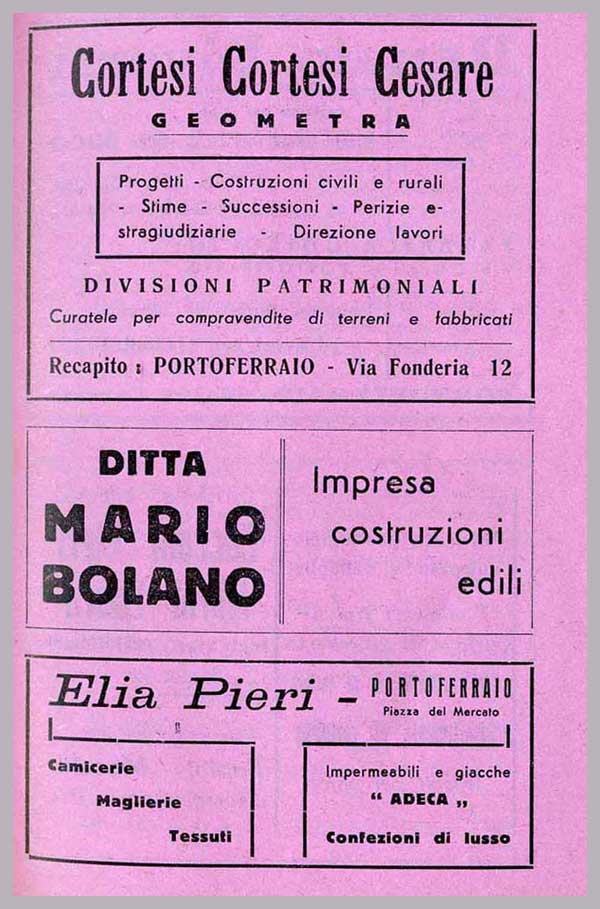 Cortesi Cortesi Cesare
GEOMETRA
Progetti - Costruzioni civili e rurali
- Stime - Successioni - Perizie e-
stragiudiziarie - Direzione lavori
DIVISIONI PATRIMONIALI
Curatele per compravendite di terreni e fabbricati
Recapito : PORTOFERRAIO - Via Fonderia 12
DITTA
MARIO
BOLANO
Impresa
costruzioni
edili
Elia Pieri - PORTOFERRAIO
Piazza del Mercato
Camicerie
Maglierie
Tessuti
Impermeabili e giacche
“ ADECA „
Confezioni di lusso